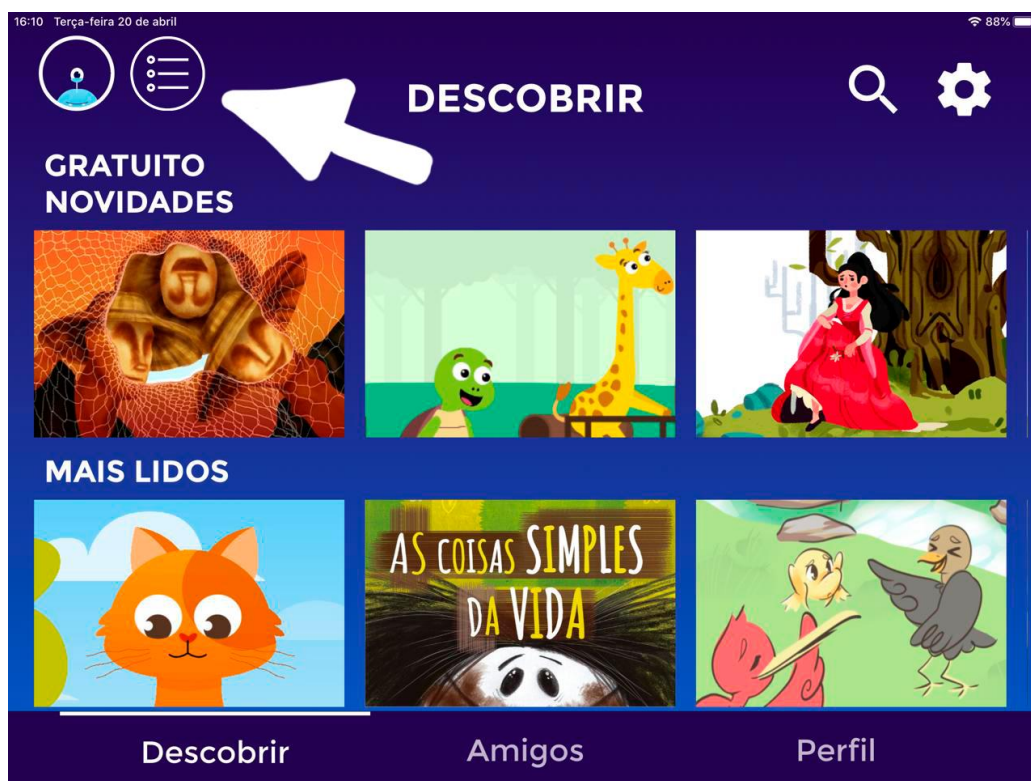 16:10 Terça-feira 20 de abril
88%
DESCOBRIR
GRATUITO
NOVIDADES
MAIS LIDOS
AS COISAS SIMPLES
DA VIDA
Descobrir
Amigos
Perfil